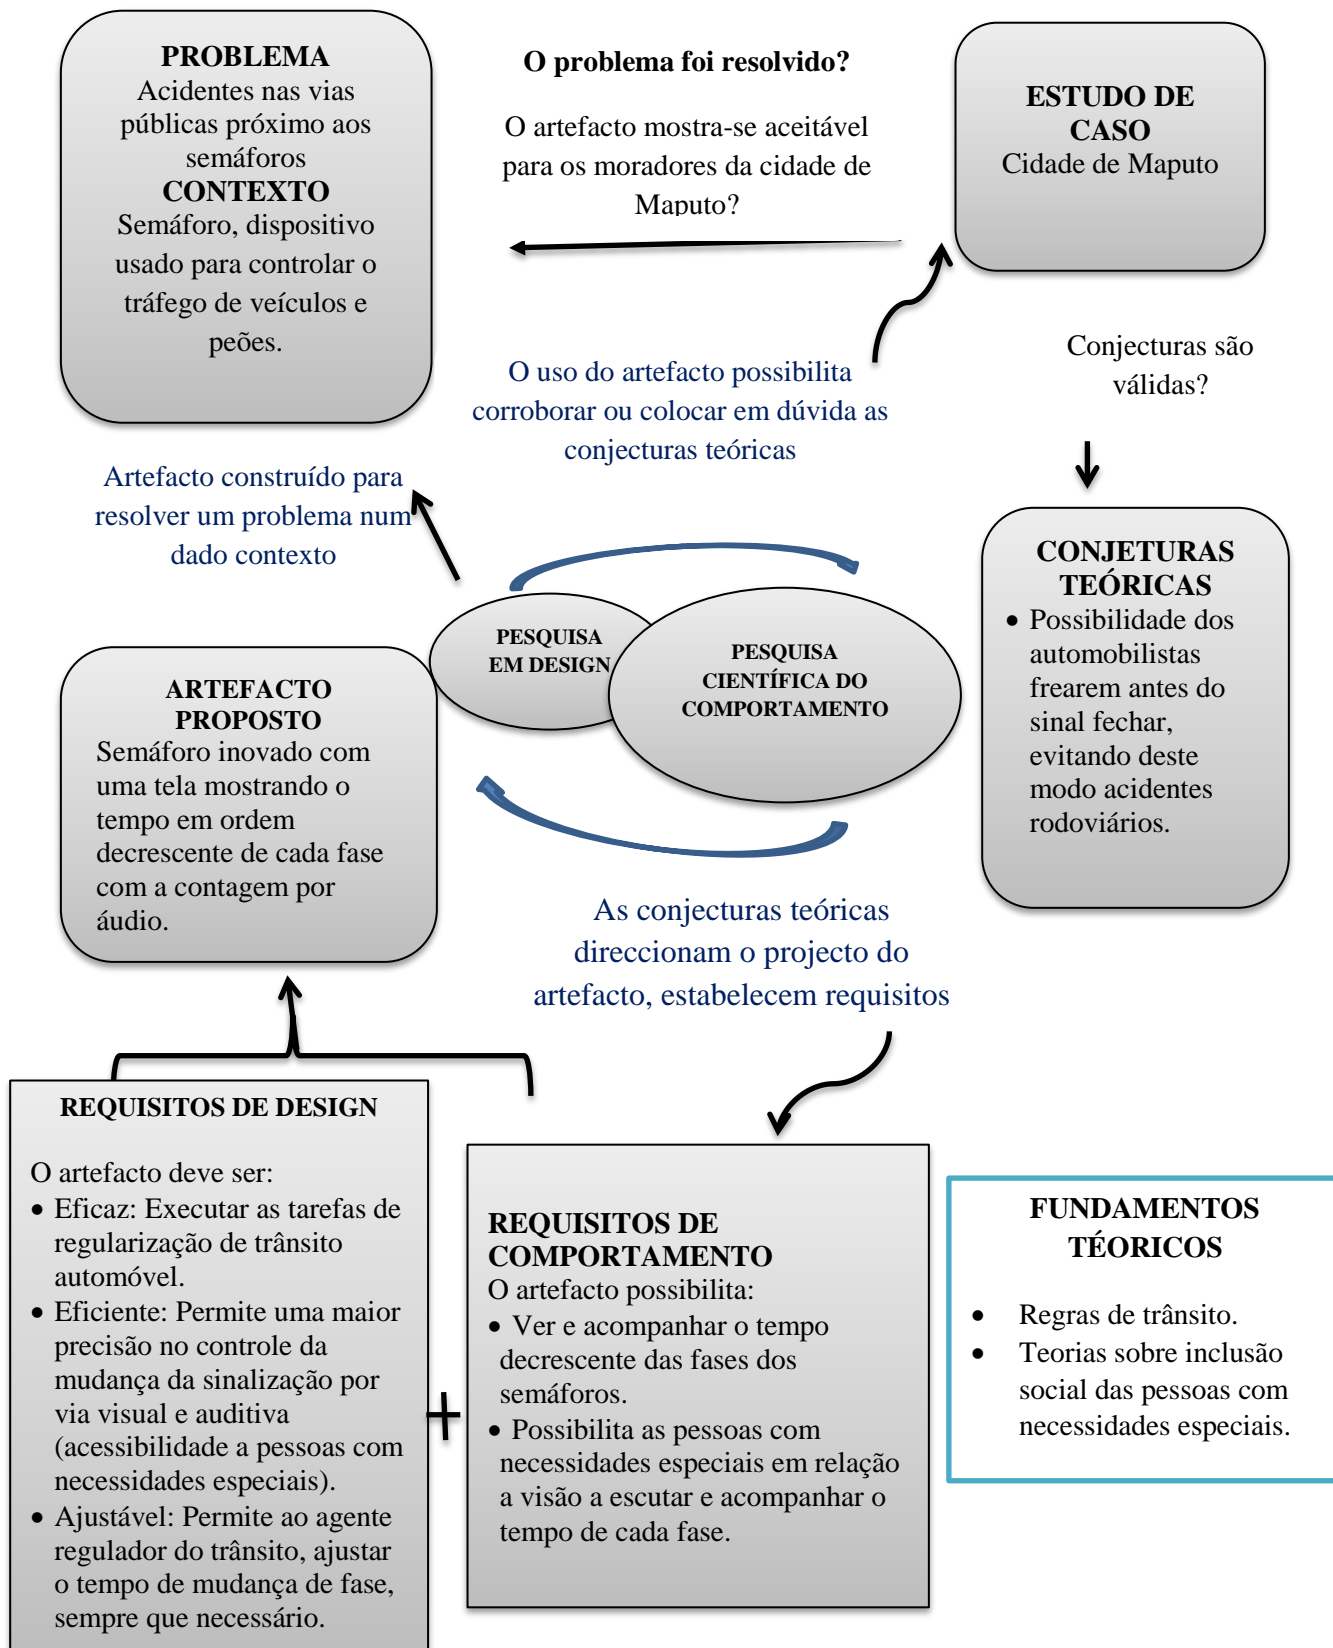 PROBLEMA
Acidentes nas vias
públicas próximo aos
semáforos
CONTEXTO
Semáforo, dispositivo
usado para controlar o
tráfego de veículos e
peões.
O problema foi resolvido?
O artefacto mostra-se aceitável
para os moradores da cidade de
Maputo?
ESTUDO DE
CASO
Cidade de Maputo
O uso do artefacto possibilita
corroborar ou colocar em dúvida as
conjecturas teóricas
Conjecturas são
válidas?
Artefacto construído para
resolver um problema num
dado contexto
PESQUISA
EM DESIGN
PESQUISA
CIENTÍFICA DO
COMPORTAMENTO
CONJETURAS
TEÓRICAS
• Possibilidade dos
automobilistas
frearem antes do
sinal fechar,
evitando deste
modo acidentes
rodoviários.
ARTEFACTO
PROPOSTO
Semáforo inovado com
uma tela mostrando o
tempo em ordem
decrescente de cada fase
com a contagem por
áudio.
As conjecturas teóricas
direccionam o projecto do
artefacto, estabelecem requisitos
REQUISITOS DE DESIGN
O artefacto deve ser:
• Eficaz: Executar as tarefas de
regularização de trânsito
automóvel.
• Eficiente: Permite uma maior
precisão no controle da
mudança da sinalização por
via visual e auditiva
(acessibilidade a pessoas com
necessidades especiais).
• Ajustável: Permite ao agente
regulador do trânsito, ajustar
o tempo de mudança de fase,
sempre que necessário.
+
REQUISITOS DE
COMPORTAMENTO
O artefacto possibilita:
• Ver e acompanhar o tempo
decrescente das fases dos
semáforos.
• Possibilita as pessoas com
necessidades especiais em relação
a visão a escutar e acompanhar o
tempo de cada fase.
FUNDAMENTOS
TÉORICOS
• Regras de trânsito.
• Teorias sobre inclusão
social das pessoas com
necessidades especiais.